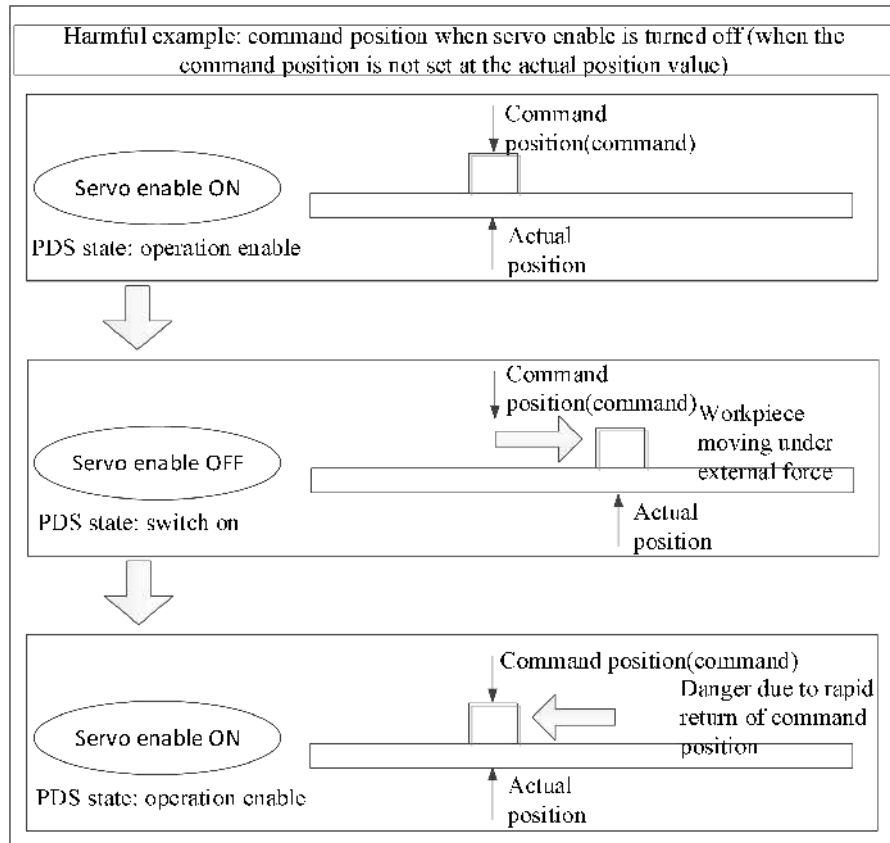 Harmful example: command position when servo enable is turned off (when the
command position is not set at the actual position value)
Command
position(command)
Servo enable ON
PDS state: operation enable
Actual
position
Command
position(command)
Workpiece
moving under
external force
Servo enable OFF
PDS state: switch on
Actual
position
Command position(command)
Danger due to rapid
return of command
position
Servo enable ON
PDS state: operation enable
Actual
position